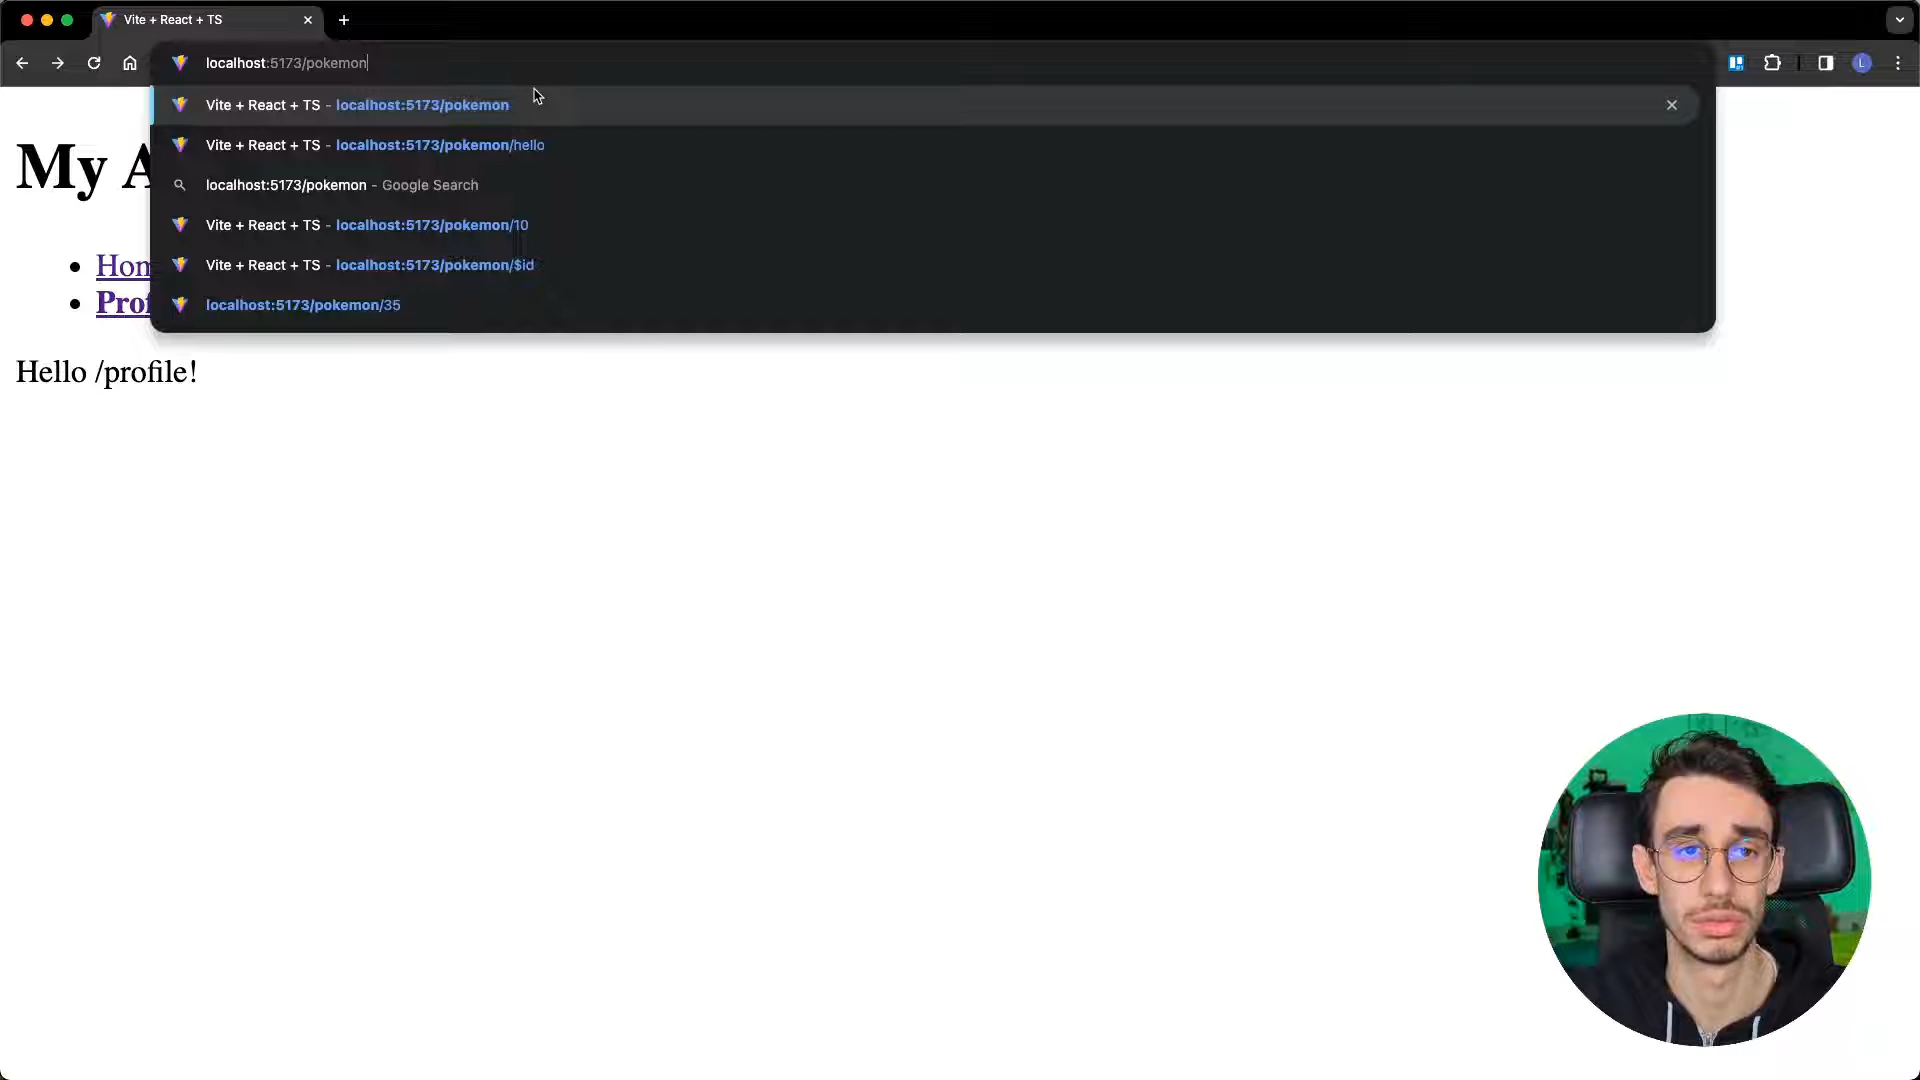 Vite + React + TS
localhost:5173/pokemon
Vite + React + TS - localhost:5173/pokemon
Vite + React + TS - localhost:5173/pokemon/hello
localhost:5173/pokemon - Google Search
Vite + React + TS - localhost:5173/pokemon/10
Vite + React + TS - localhost:5173/pokemon/$id
localhost:5173/pokemon/35
L
My A
Hom
Prof
Hello /profile!